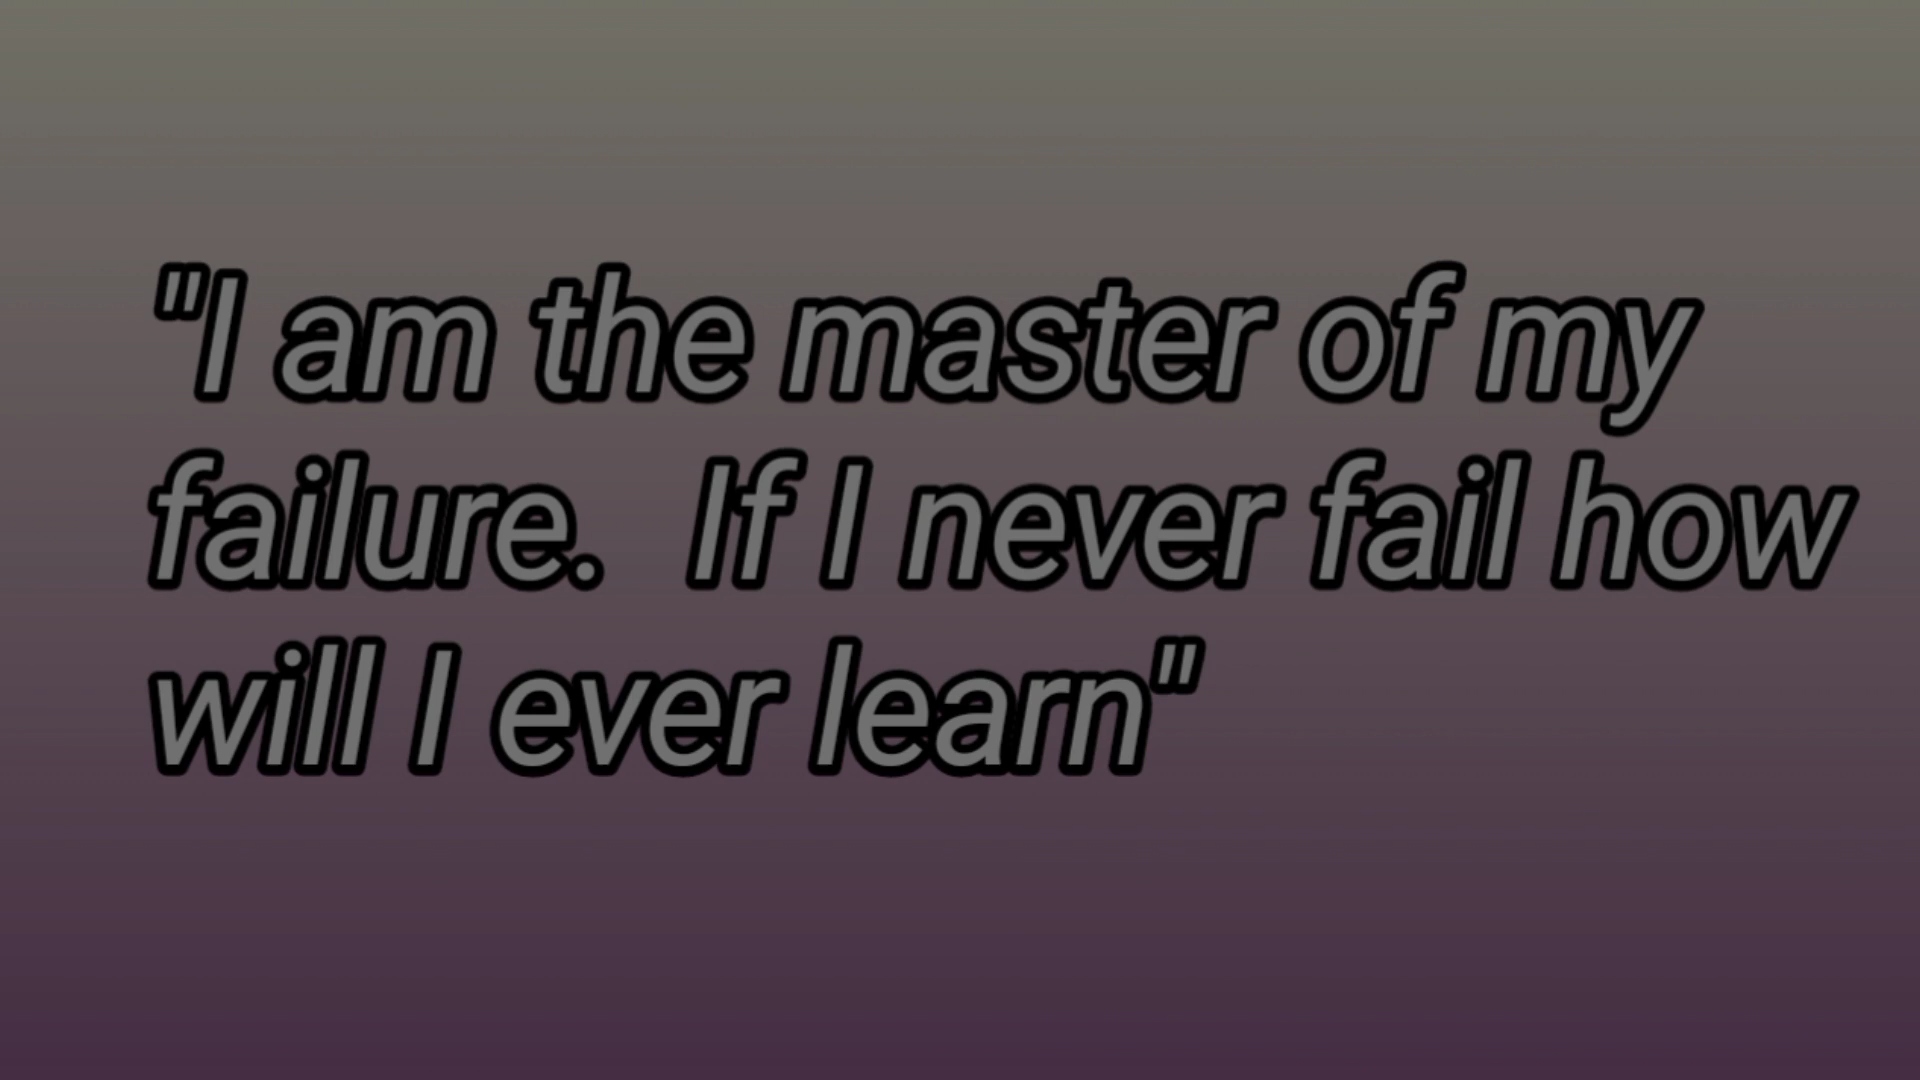 "I am the master of my
failure.  If I never fail how
will I ever learn"